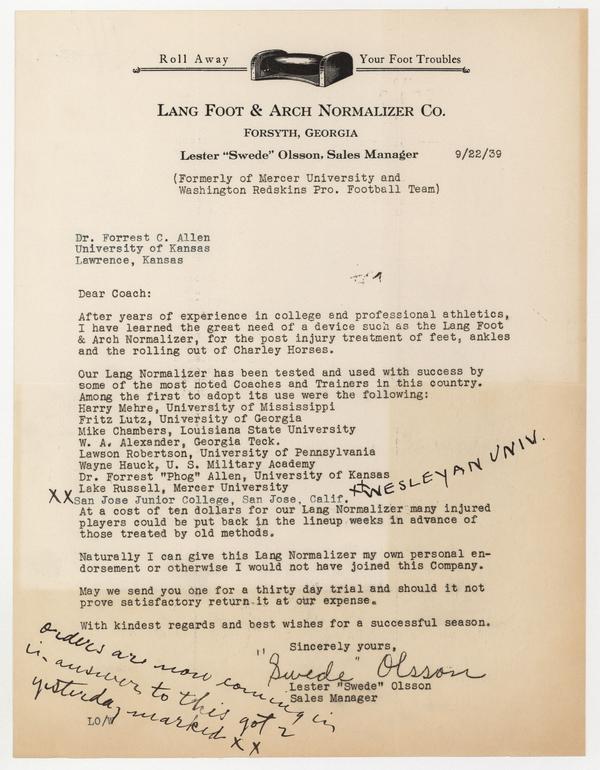 Roll Away Your Foot Troubles
LANG FOOT & ARCH NORMALIZER CO.
FORSYTH, GEORGIA
Lester "Swede" Olsson, Sales Manager 9/22/39
(Formerly of Mercer University and
Washington Redskins Pro. Football Team)
Dr. Forrest C. Allen
University of Kansas
Lawrence, Kansas
Dear Coach:
After years of experience in college and professional athletics,
I have learned the great need of a device such as the Lang Foot
& Arch Normalizer, for the post injury treatment of feet, ankles
and the rolling out of Charley Horses.
Our Lang Normalizer has been tested and used with success by
some of the most noted Coaches and Trainers in this country.
Among the first to adopt its use were the following:
Harry Mehre, University of Mississippi
Fritz Lutz, University of Georgia
Mike Chambers, Louisiana State University
W. A. Alexander, Georgia Teck.
Lawson Robertson, University of Pennsylvania
Wayne Hauck, U. S. Military Academy
Dr. Forrest "Phog" Allen, University of Kansas
Lake Russell, Mercer University
XX San Jose Junior College, San Jose, Calif. XX WESLEYAN UNIV.
At a cost of ten dollars for our Lang Normalizer many injured
players could be put back in the lineup weeks in advance of
those treated by old methods.
Naturally I can give this Lang Normalizer my own personal en-
dorsement or otherwise I would not have joined this Company.
May we send you one for a thirty day trial and should it not
prove satisfactory return it at our expense.
With kindest regards and best wishes for a successful season.
Sincerely yours,
"Swede" Olsson
Lester "Swede" Olsson
Sales Manager
orders are now coming in
in answer to this got 2
yesterday marked XX
LO/W